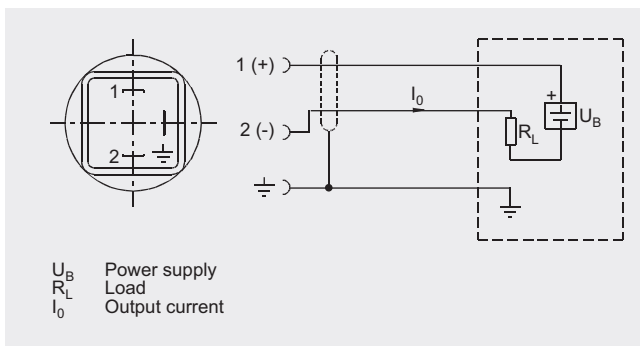 1 (+)
1
I0
+
UB
2 (-)
RL
2
UB Power supply
RL Load
I0 Output current